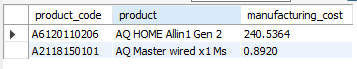 product_code product manufacturing_cost
A6120110206 AQ HOME Allin1 Gen 2 240.5364
A2118150101 AQ Master wired x1 Ms 0.8920